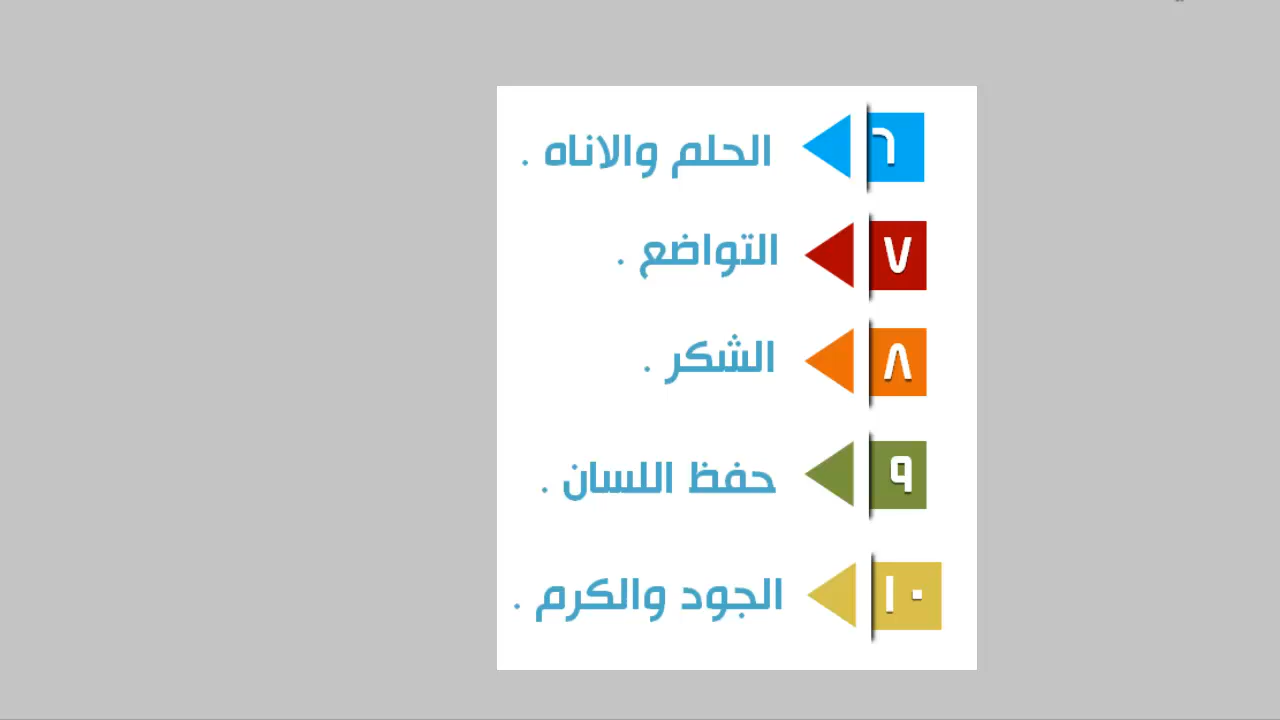 ٦ الحلم والاناه .
٧ التواضع .
٨ الشكر .
٩ حفظ اللسان .
١٠ الجود والكرم .